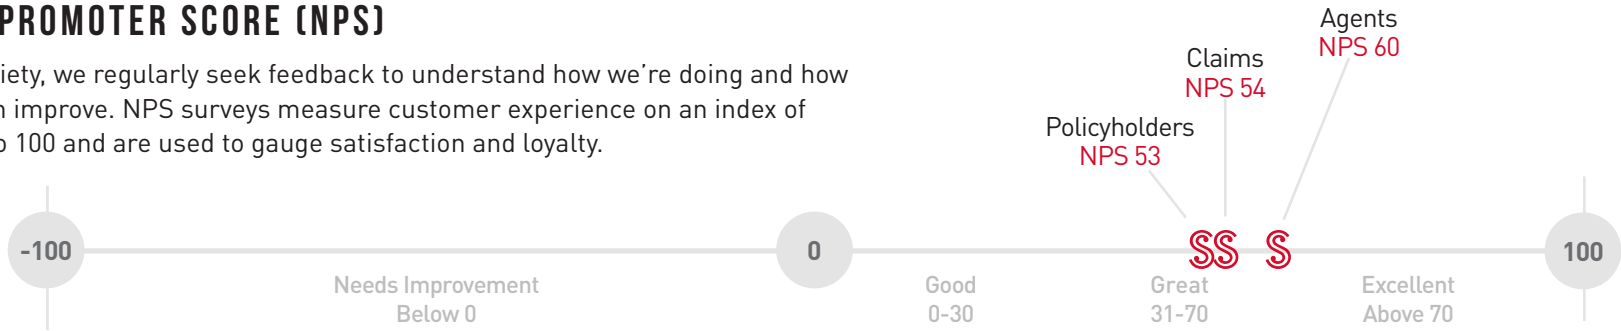 PROMOTER SCORE (NPS)
iety, we regularly seek feedback to understand how we're doing and how
improve. NPS surveys measure customer experience on an index of
100 and are used to gauge satisfaction and loyalty.
Agents
NPS 60
Claims
NPS 54
Policyholders
NPS 53
-100
0
100
Needs Improvement
Below 0
Good
0-30
Great
31-70
Excellent
Above 70